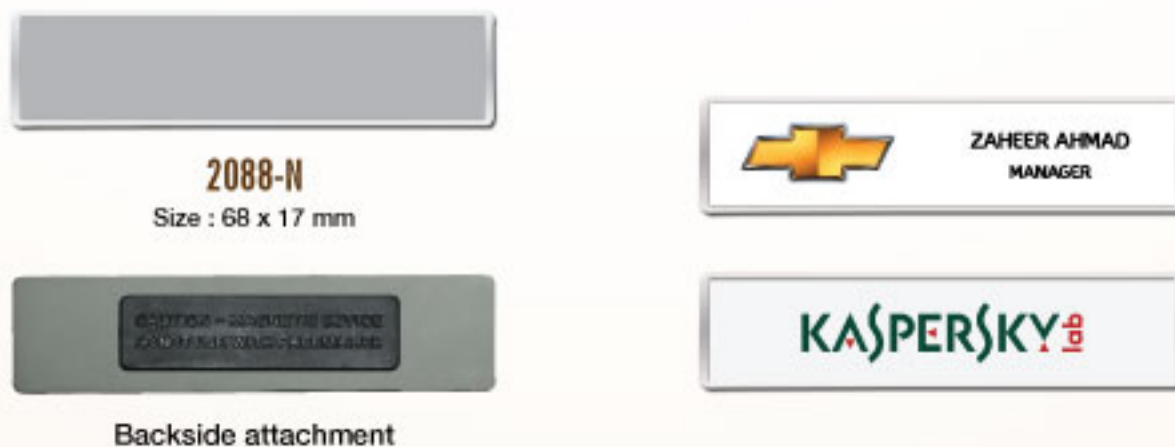 2088-N
Size : 68 x 17 mm
Backside attachment
ZAHEER AHMAD
MANAGER
KASPERSKY lab